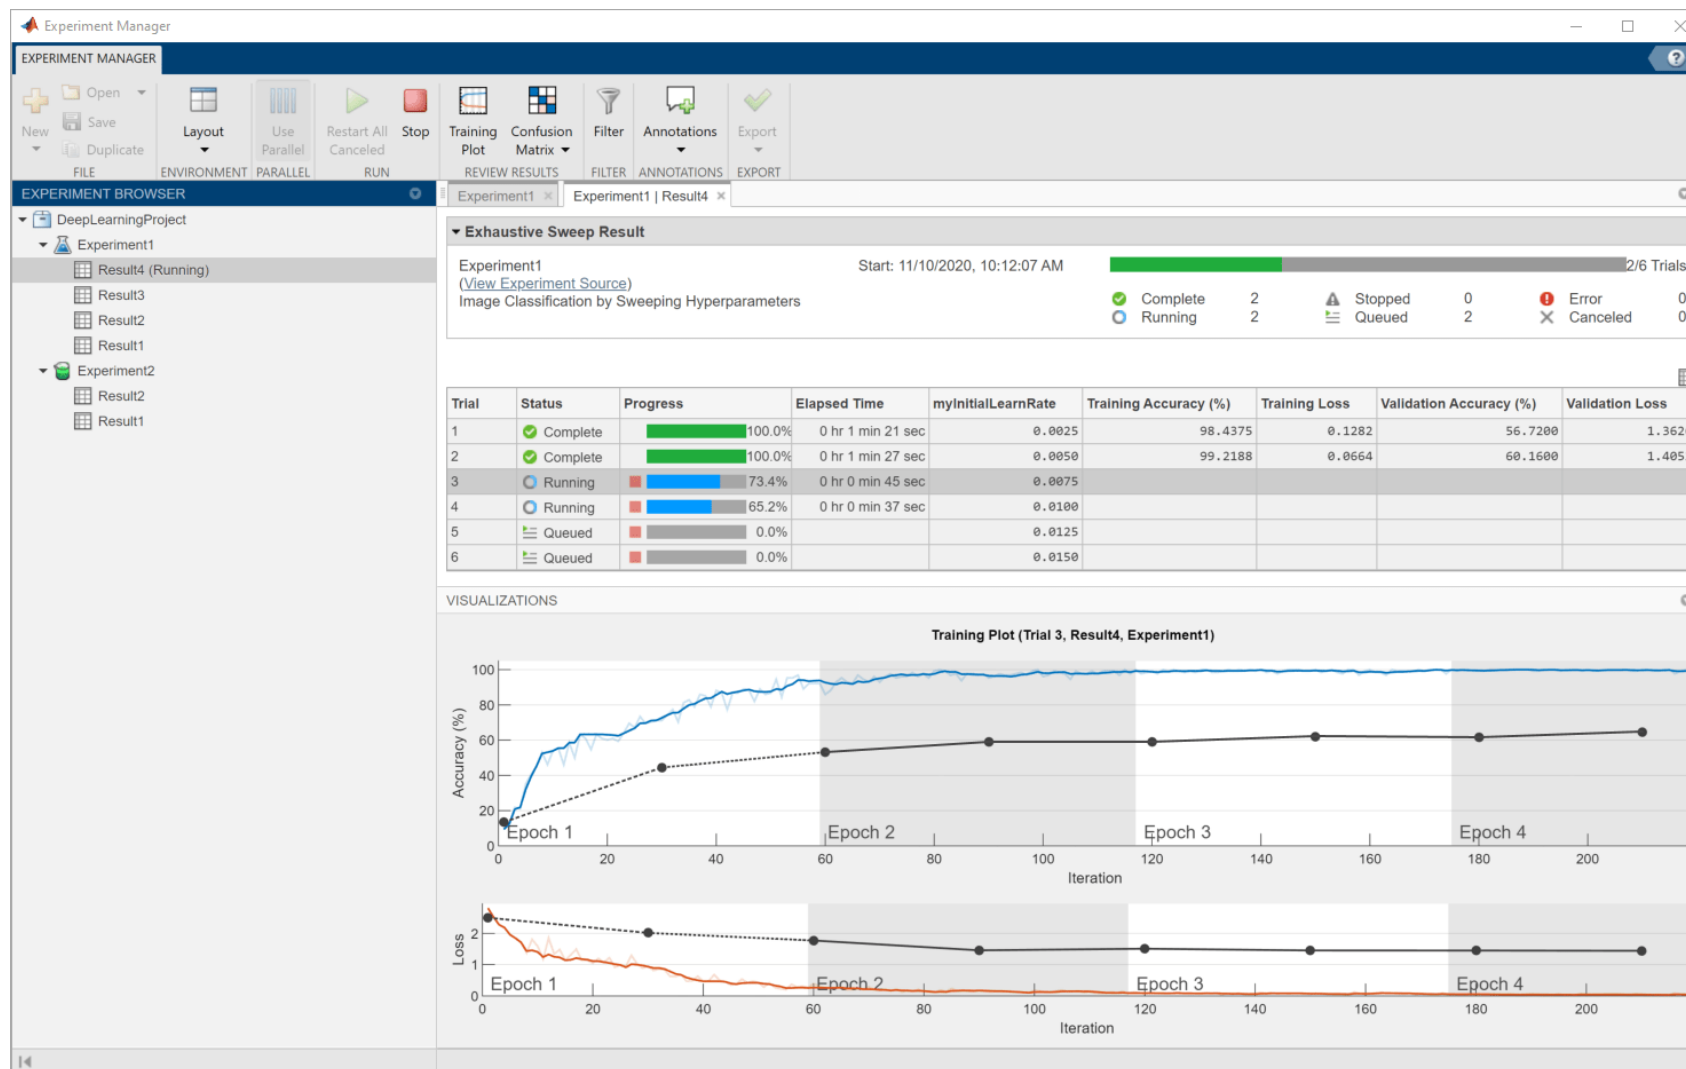 Experiment Manager
EXPERIMENT MANAGER
?
New
Open
Save
Duplicate
FILE
Layout
ENVIRONMENT
Use
Parallel
PARALLEL
Restart All
Canceled
Stop
RUN
Training
Plot
Confusion
Matrix
REVIEW RESULTS
Filter
FILTER
Annotations
ANNOTATIONS
Export
EXPORT
EXPERIMENT BROWSER
DeepLearningProject
Experiment1
Result4 (Running)
Result3
Result2
Result1
Experiment2
Result2
Result1
Experiment1
Experiment1 | Result4
Exhaustive Sweep Result
Experiment1
(View Experiment Source)
Image Classification by Sweeping Hyperparameters
Start: 11/10/2020, 10:12:07 AM
2/6 Trials
Complete 2 Stopped 0 Error 0
Running 2 Queued 2 Canceled 0
Trial Status Progress Elapsed Time myInitialLearnRate Training Accuracy (%) Training Loss Validation Accuracy (%) Validation Loss
1 Complete 100.0% 0 hr 1 min 21 sec 0.0025 98.4375 0.1282 56.7200 1.362
2 Complete 100.0% 0 hr 1 min 27 sec 0.0050 99.2188 0.0664 60.1600 1.405
3 Running 73.4% 0 hr 0 min 45 sec 0.0075
4 Running 65.2% 0 hr 0 min 37 sec 0.0100
5 Queued 0.0% 0.0125
6 Queued 0.0% 0.0150
VISUALIZATIONS
Training Plot (Trial 3, Result4, Experiment1)
Accuracy (%)
100
80
60
40
20
0
Epoch 1 Epoch 2 Epoch 3 Epoch 4
0 20 40 60 80 100 120 140 160 180 200
Iteration
Loss
2
1
0
Epoch 1 Epoch 2 Epoch 3 Epoch 4
0 20 40 60 80 100 120 140 160 180 200
Iteration